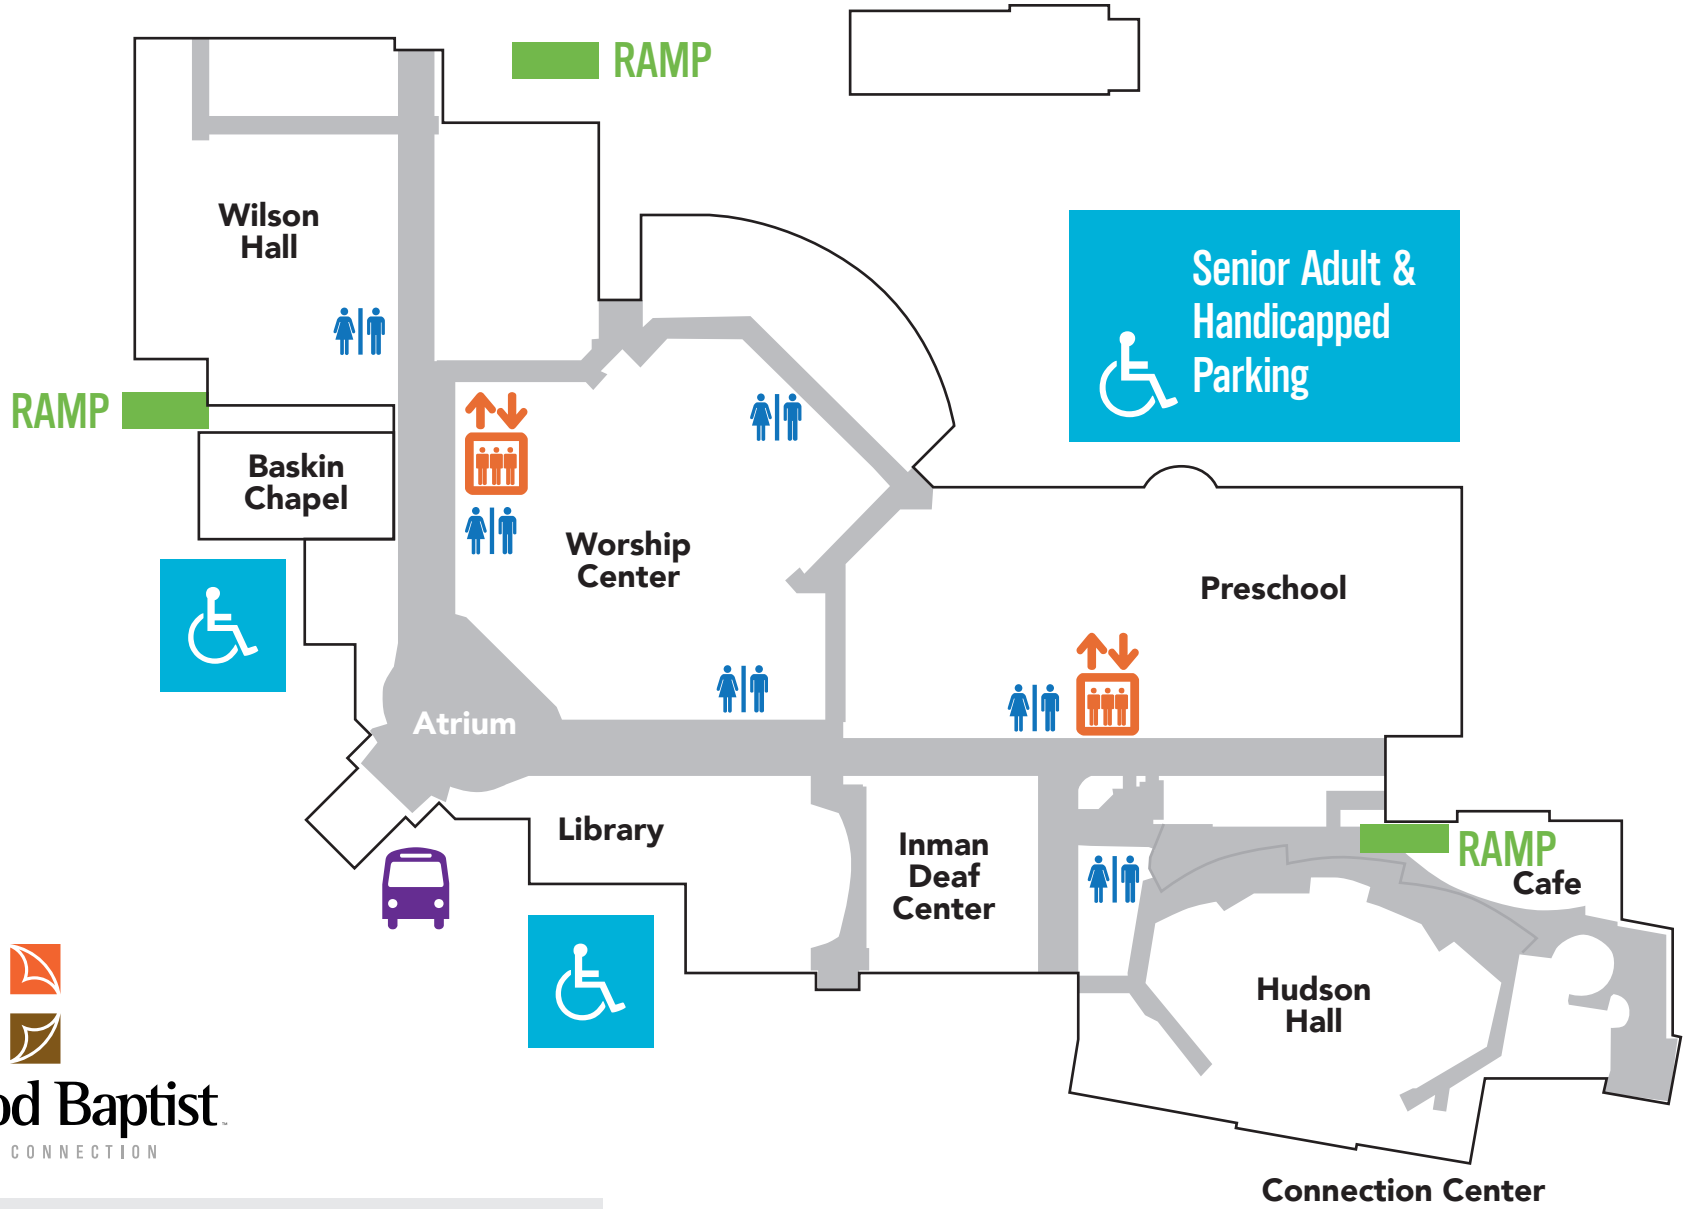 RAMP
Wilson
Hall
Senior Adult &
Handicapped
Parking
RAMP
Baskin
Chapel
Worship
Center
Preschool
Atrium
Library
Inman
Deaf
Center
RAMP
Cafe
Hudson
Hall
od Baptist
CONNECTION
Connection Center